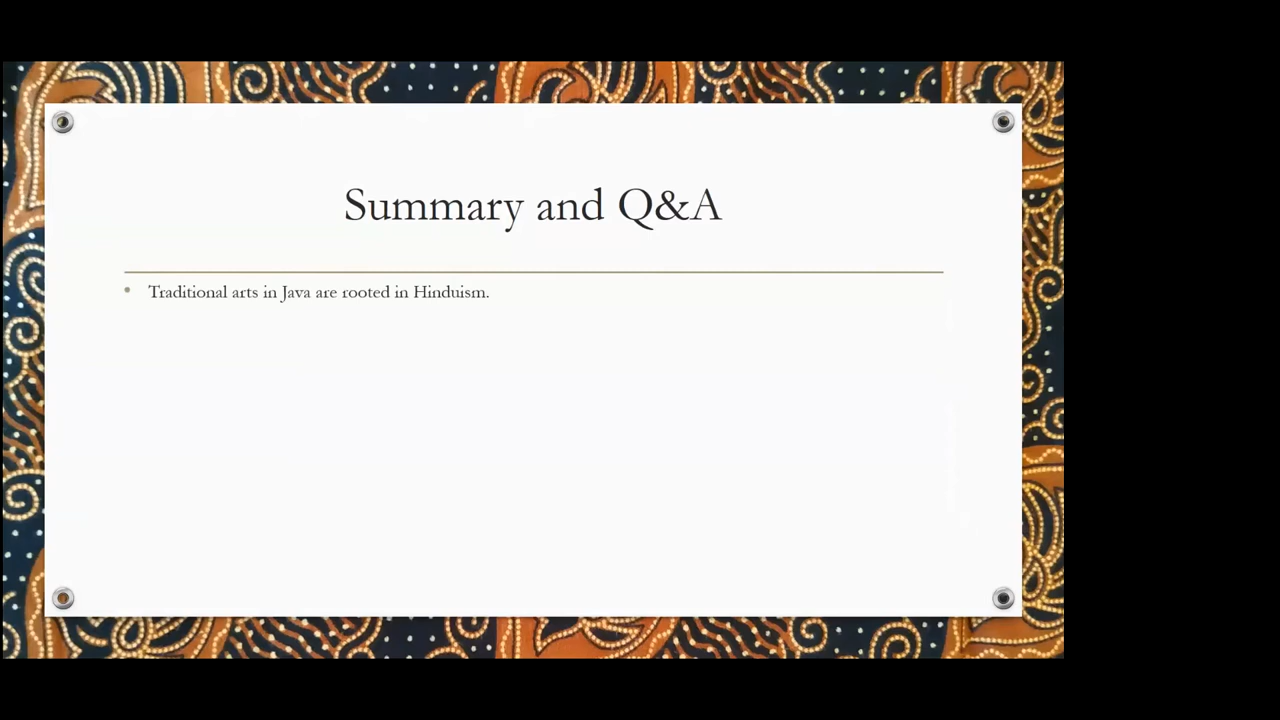 Summary and Q&A
• Traditional arts in Java are rooted in Hinduism.